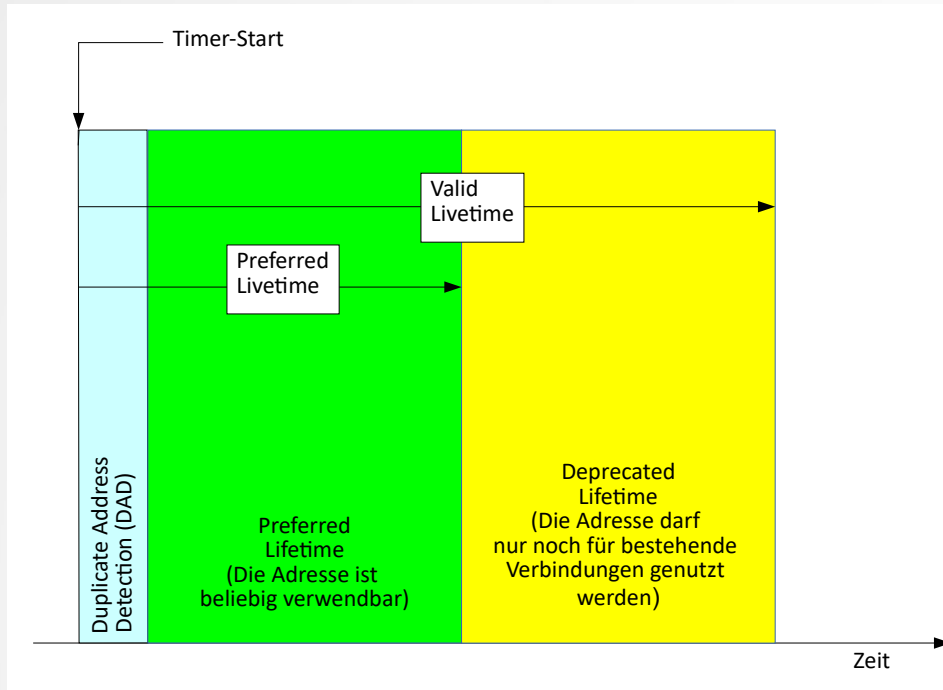 Timer-Start
Valid
Livetime
Preferred
Livetime
Duplicate Address
Detection (DAD)
Preferred
Lifetime
(Die Adresse ist
beliebig verwendbar)
Deprecated
Lifetime
(Die Adresse darf
nur noch für bestehende
Verbindungen genutzt
werden)
Zeit